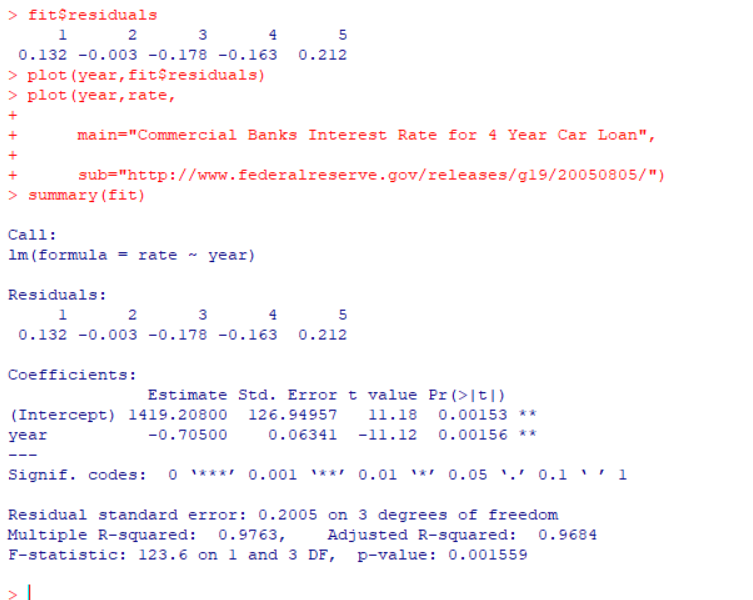 > fit$residuals
     1      2      3      4      5
 0.132 -0.003 -0.178 -0.163  0.212
> plot(year,fit$residuals)
> plot(year,rate,
+
+      main="Commercial Banks Interest Rate for 4 Year Car Loan",
+
+      sub="http://www.federalreserve.gov/releases/g19/20050805/")
> summary(fit)

Call:
lm(formula = rate ~ year)

Residuals:
     1      2      3      4      5
 0.132 -0.003 -0.178 -0.163  0.212

Coefficients:
              Estimate Std. Error t value Pr(>|t|)
(Intercept) 1419.20800  126.94957   11.18  0.00153 **
year          -0.70500    0.06341  -11.12  0.00156 **
---
Signif. codes:  0 ‘***’ 0.001 ‘**’ 0.01 ‘*’ 0.05 ‘.’ 0.1 ‘ ’ 1

Residual standard error: 0.2005 on 3 degrees of freedom
Multiple R-squared:  0.9763,    Adjusted R-squared:  0.9684
F-statistic: 123.6 on 1 and 3 DF,  p-value: 0.001559

>